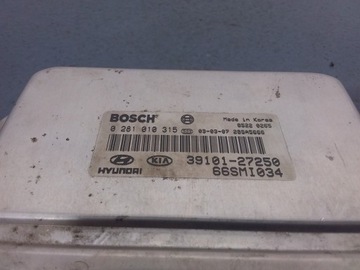 BOSCH
Made in Korea
0 281 010 315
HYUNDAI KIA
39101-27250
66SMI034